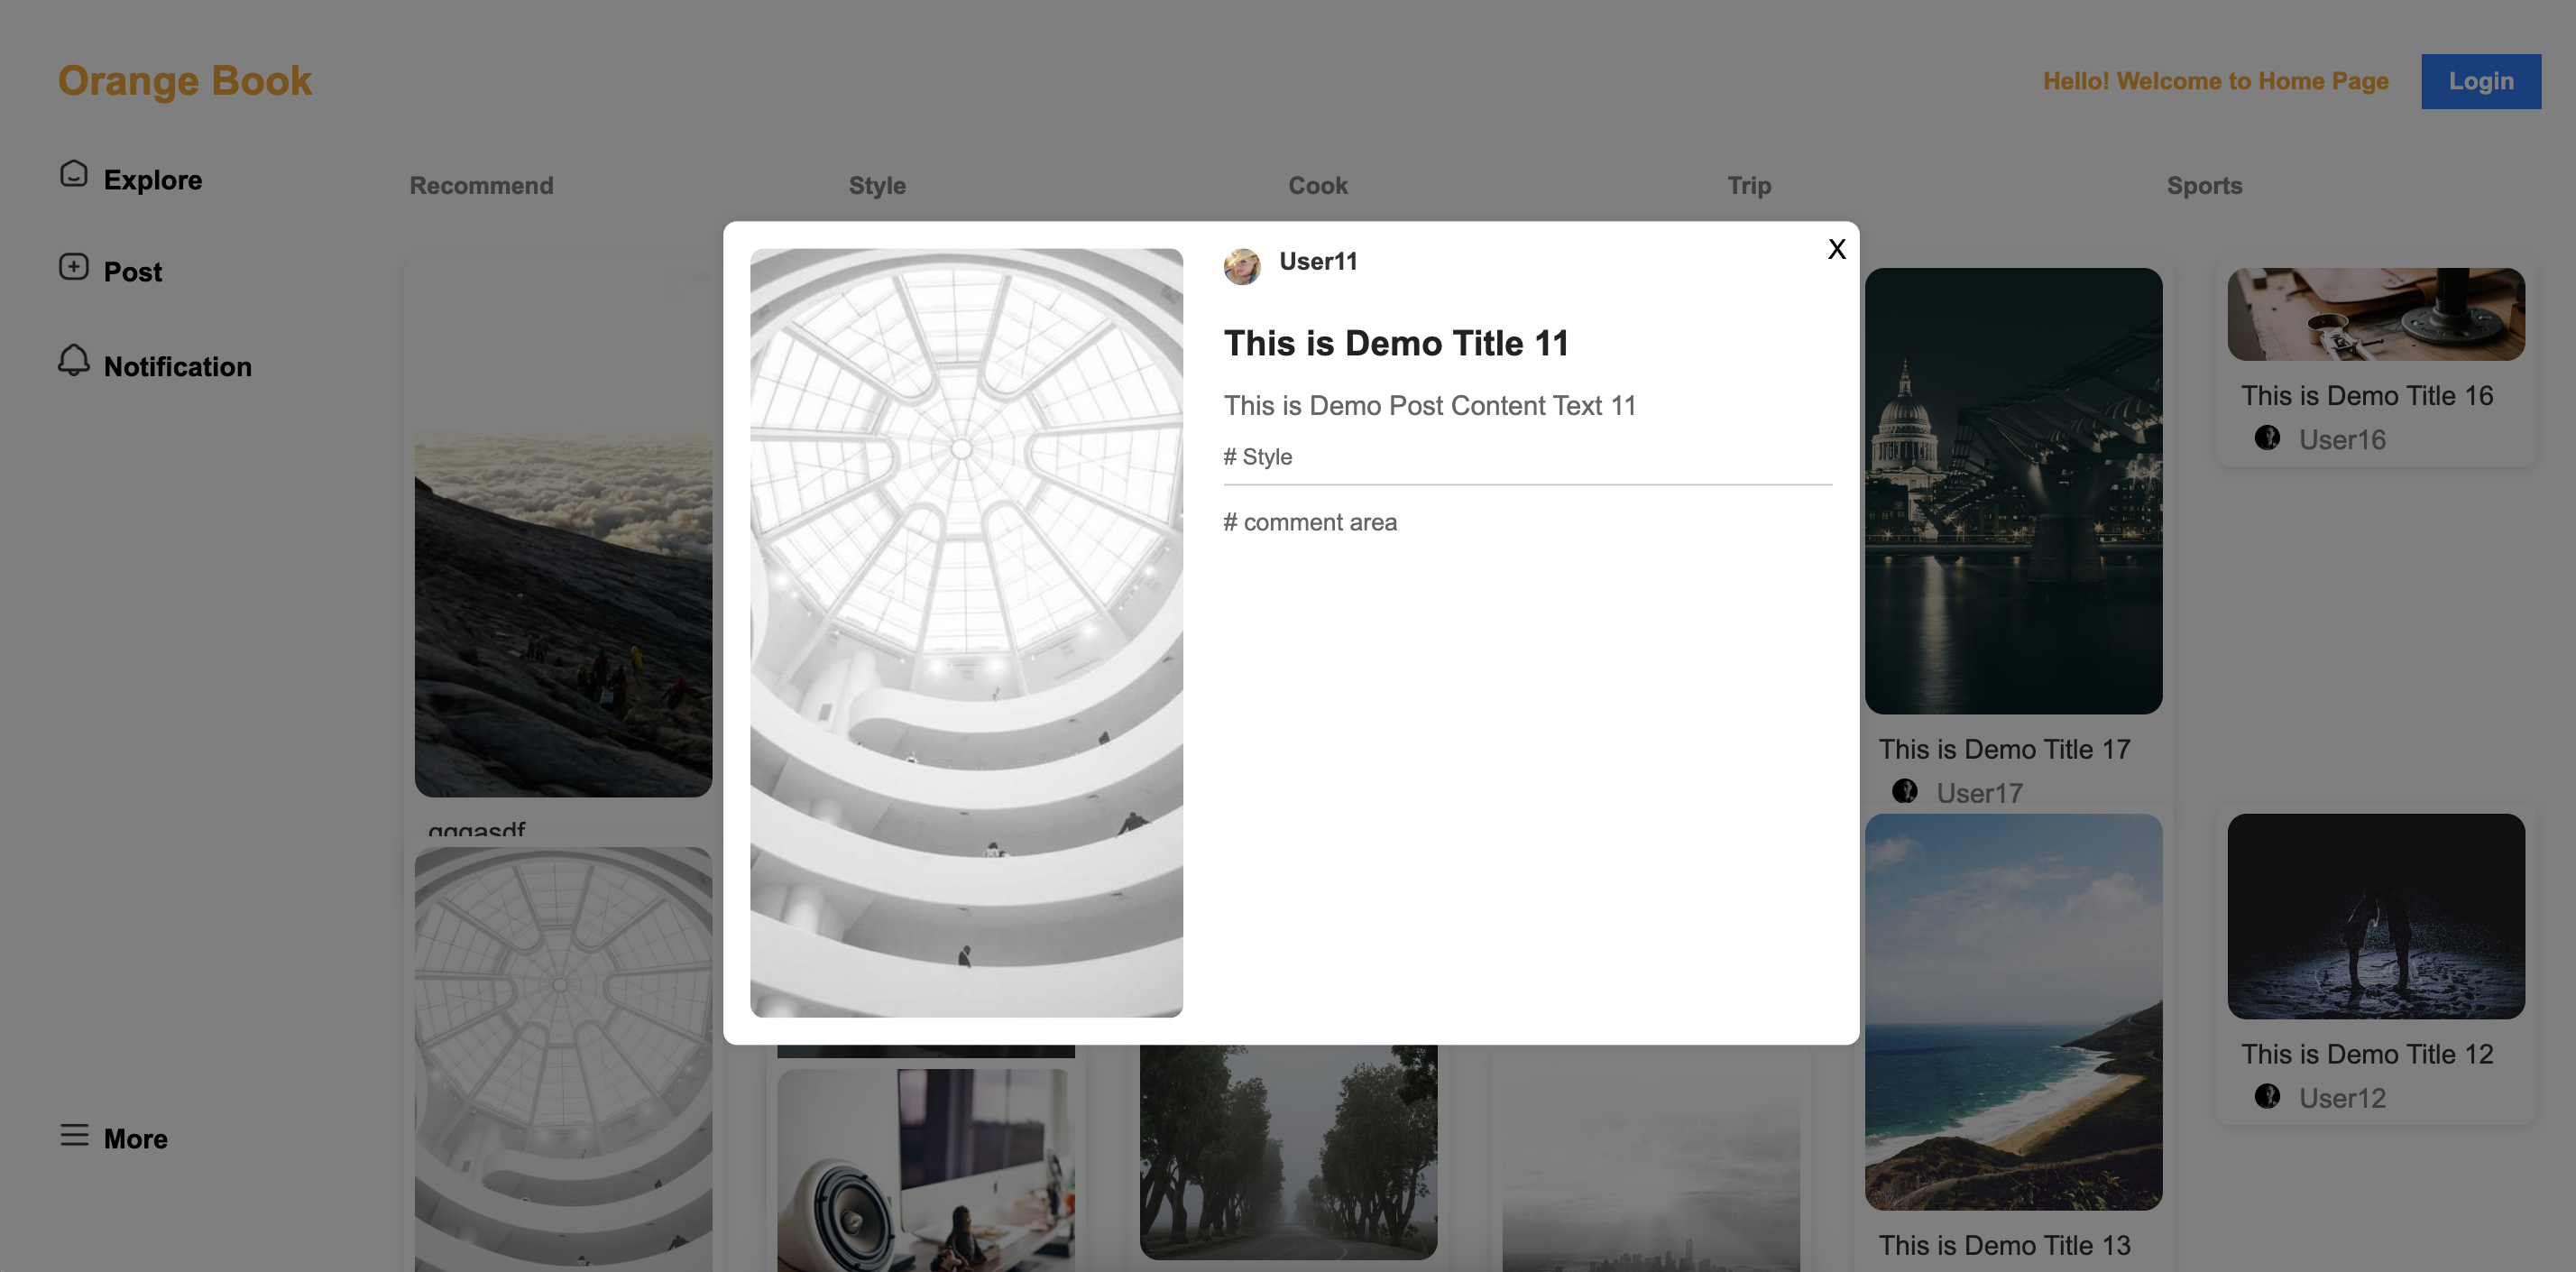 Orange Book
Hello! Welcome to Home Page
Login
Explore
Post
Notification
More
Recommend
Style
Cook
Trip
Sports
X
User11
This is Demo Title 11
This is Demo Post Content Text 11
# Style
# comment area
This is Demo Title 17
User17
This is Demo Title 16
User16
This is Demo Title 12
User12
This is Demo Title 13